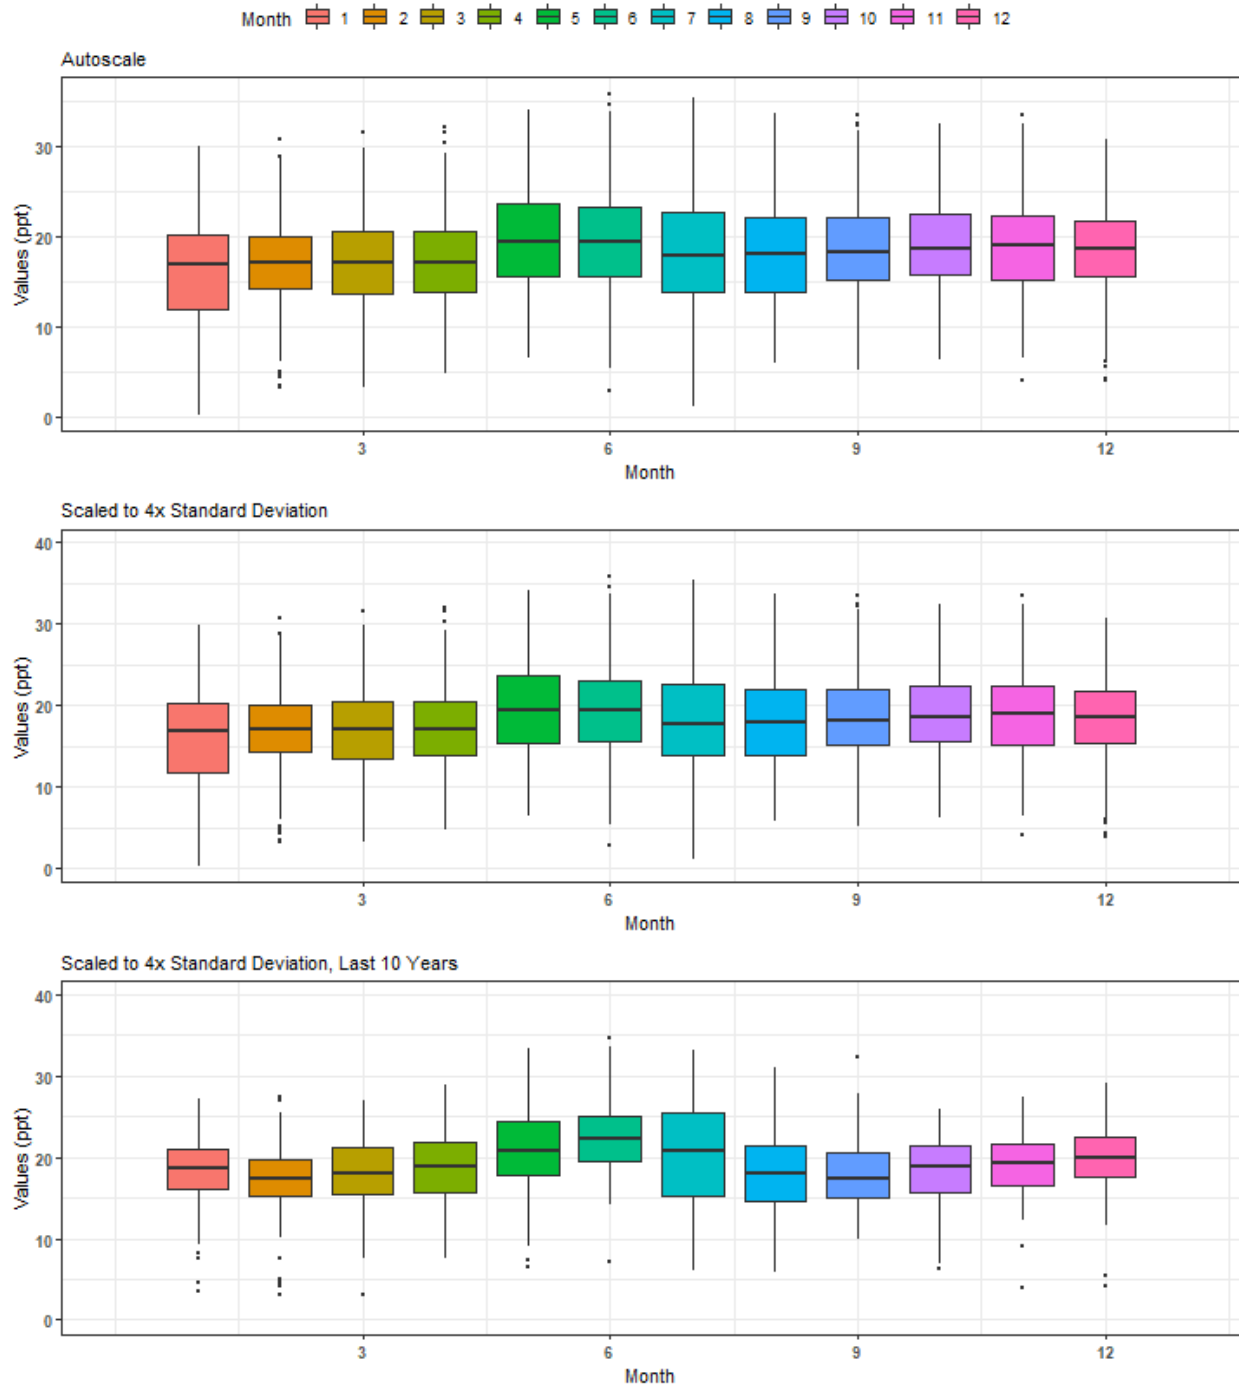 Month 1 2 3 4 5 6 7 8 9 10 11 12
Autoscale
30
20
10
0
Values (ppt)
3 6 9 12
Month
Scaled to 4x Standard Deviation
40
30
20
10
0
Values (ppt)
3 6 9 12
Month
Scaled to 4x Standard Deviation, Last 10 Years
40
30
20
10
0
Values (ppt)
3 6 9 12
Month